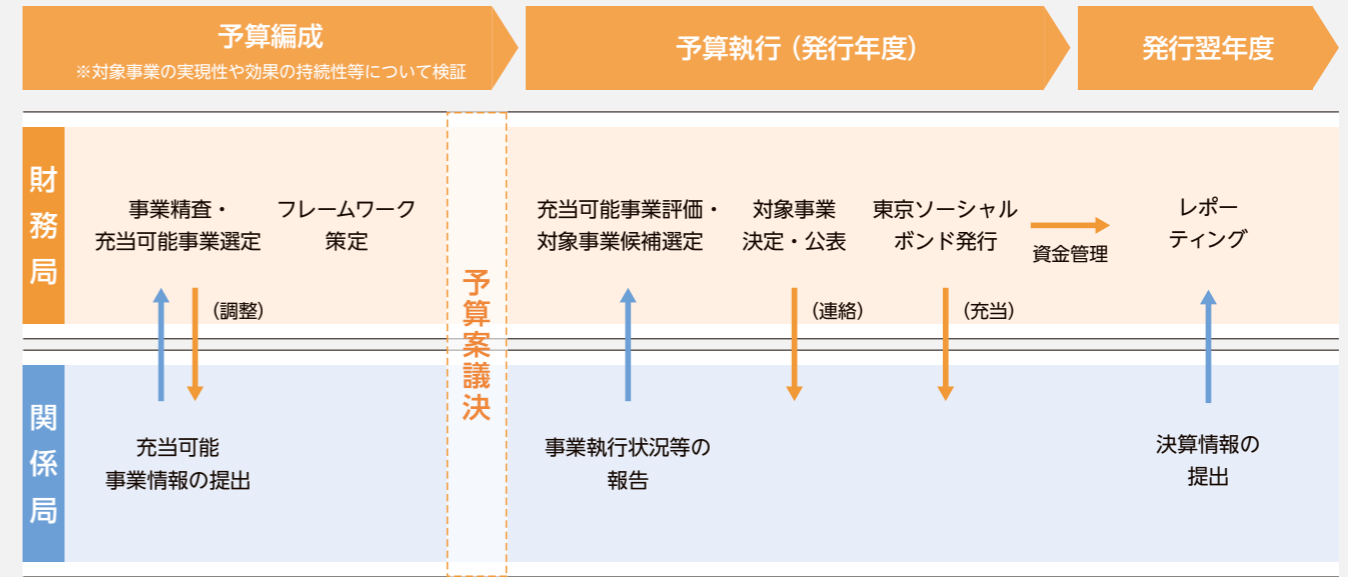 予算編成
※対象事業の実現性や効果の持続性等について検証
予算執行（発行年度）
発行翌年度
財務局
事業精査・
充当可能事業選定
フレームワーク
策定
充当可能事業評価・
対象事業候補選定
対象事業
決定・公表
東京ソーシャル
ボンド発行
資金管理
レポー
ティング
（調整）
（連絡）
（充当）
予算案議決
関係局
充当可能
事業情報の提出
事業執行状況等の
報告
決算情報の
提出